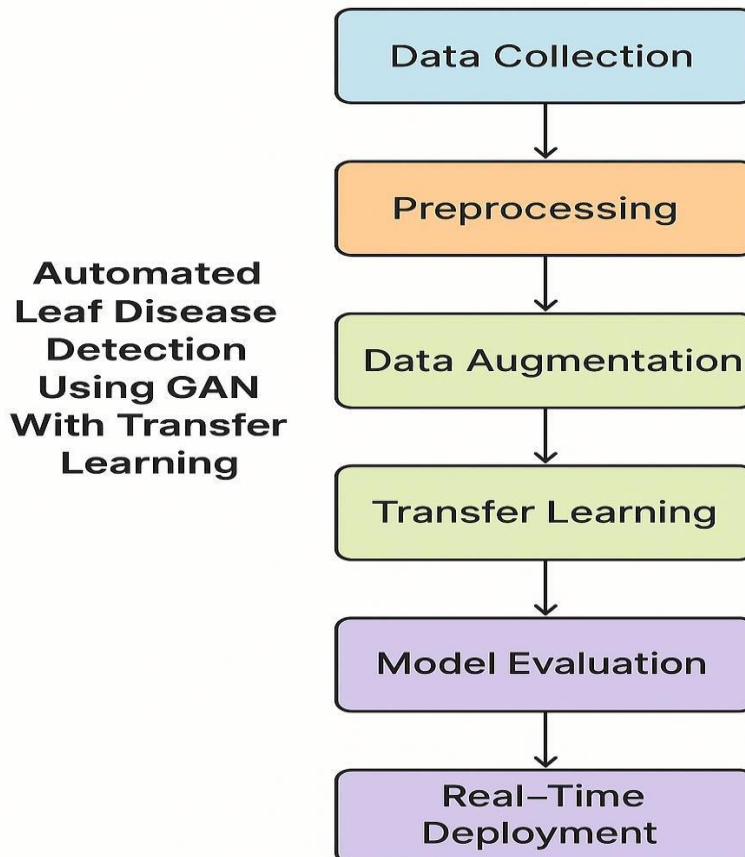 Automated
Leaf Disease
Detection
Using GAN
With Transfer
Learning
Data Collection
Preprocessing
Data Augmentation
Transfer Learning
Model Evaluation
Real–Time
Deployment